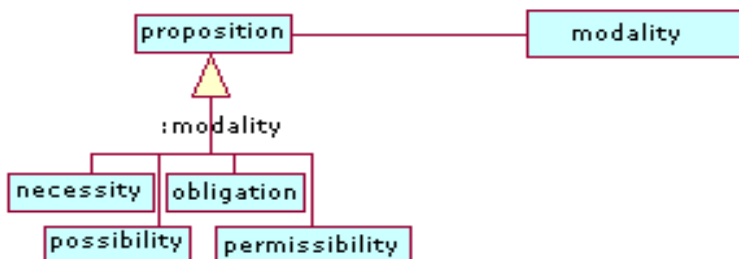 proposition
modality
:modality
necessity
obligation
possibility
permissibility